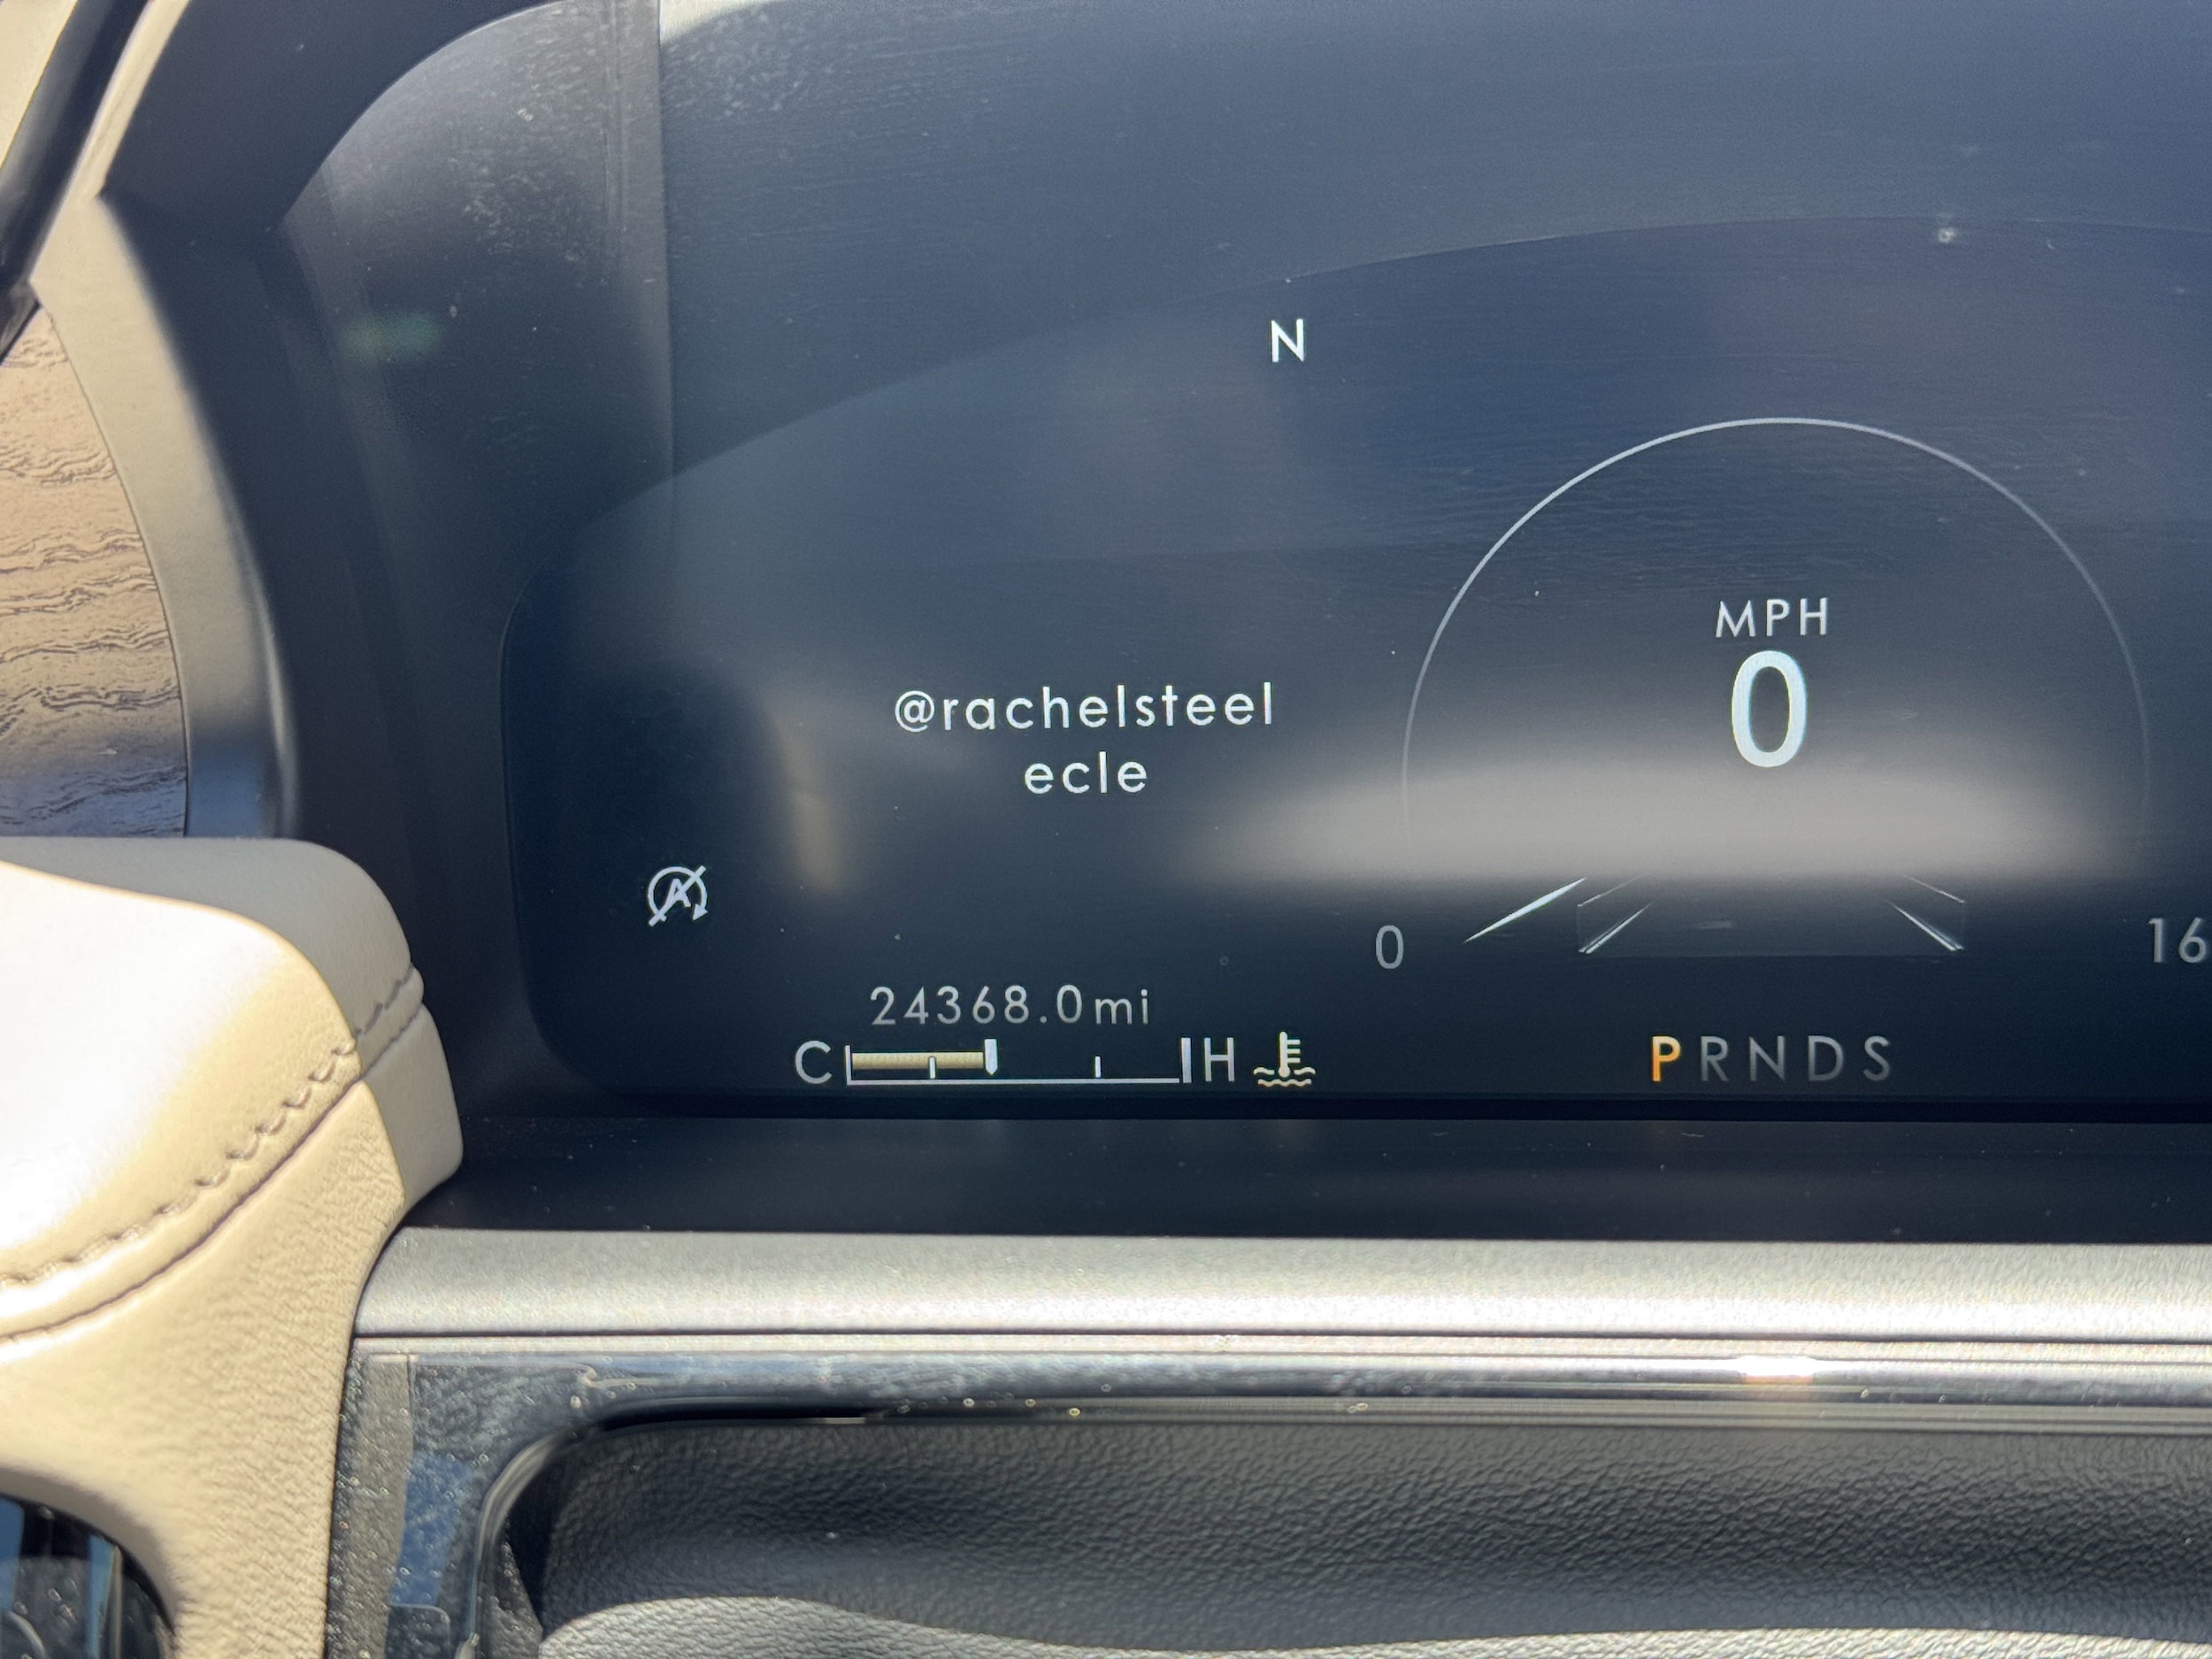 N
MPH
0
@rachelsteel
ecle
0
16
24368.0mi
C H
PRNDS